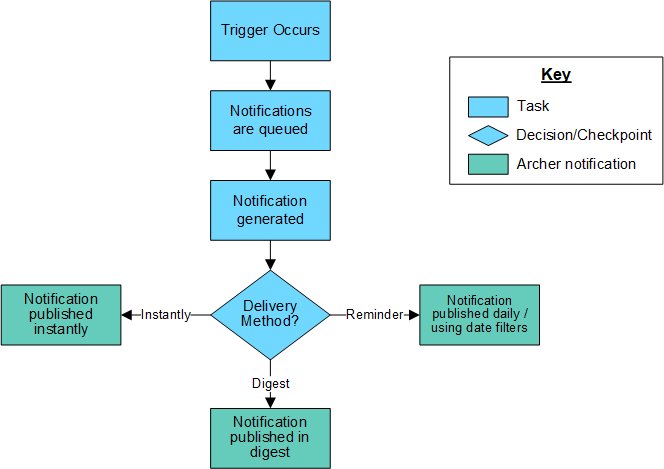 Trigger Occurs
Key
Notifications
are queued
Task
Decision/Checkpoint
Archer notification
Notification
generated
Delivery
Method?
Instantly
Reminder
Notification
published
instantly
Notification
published daily /
using date filters
Digest
Notification
published in
digest